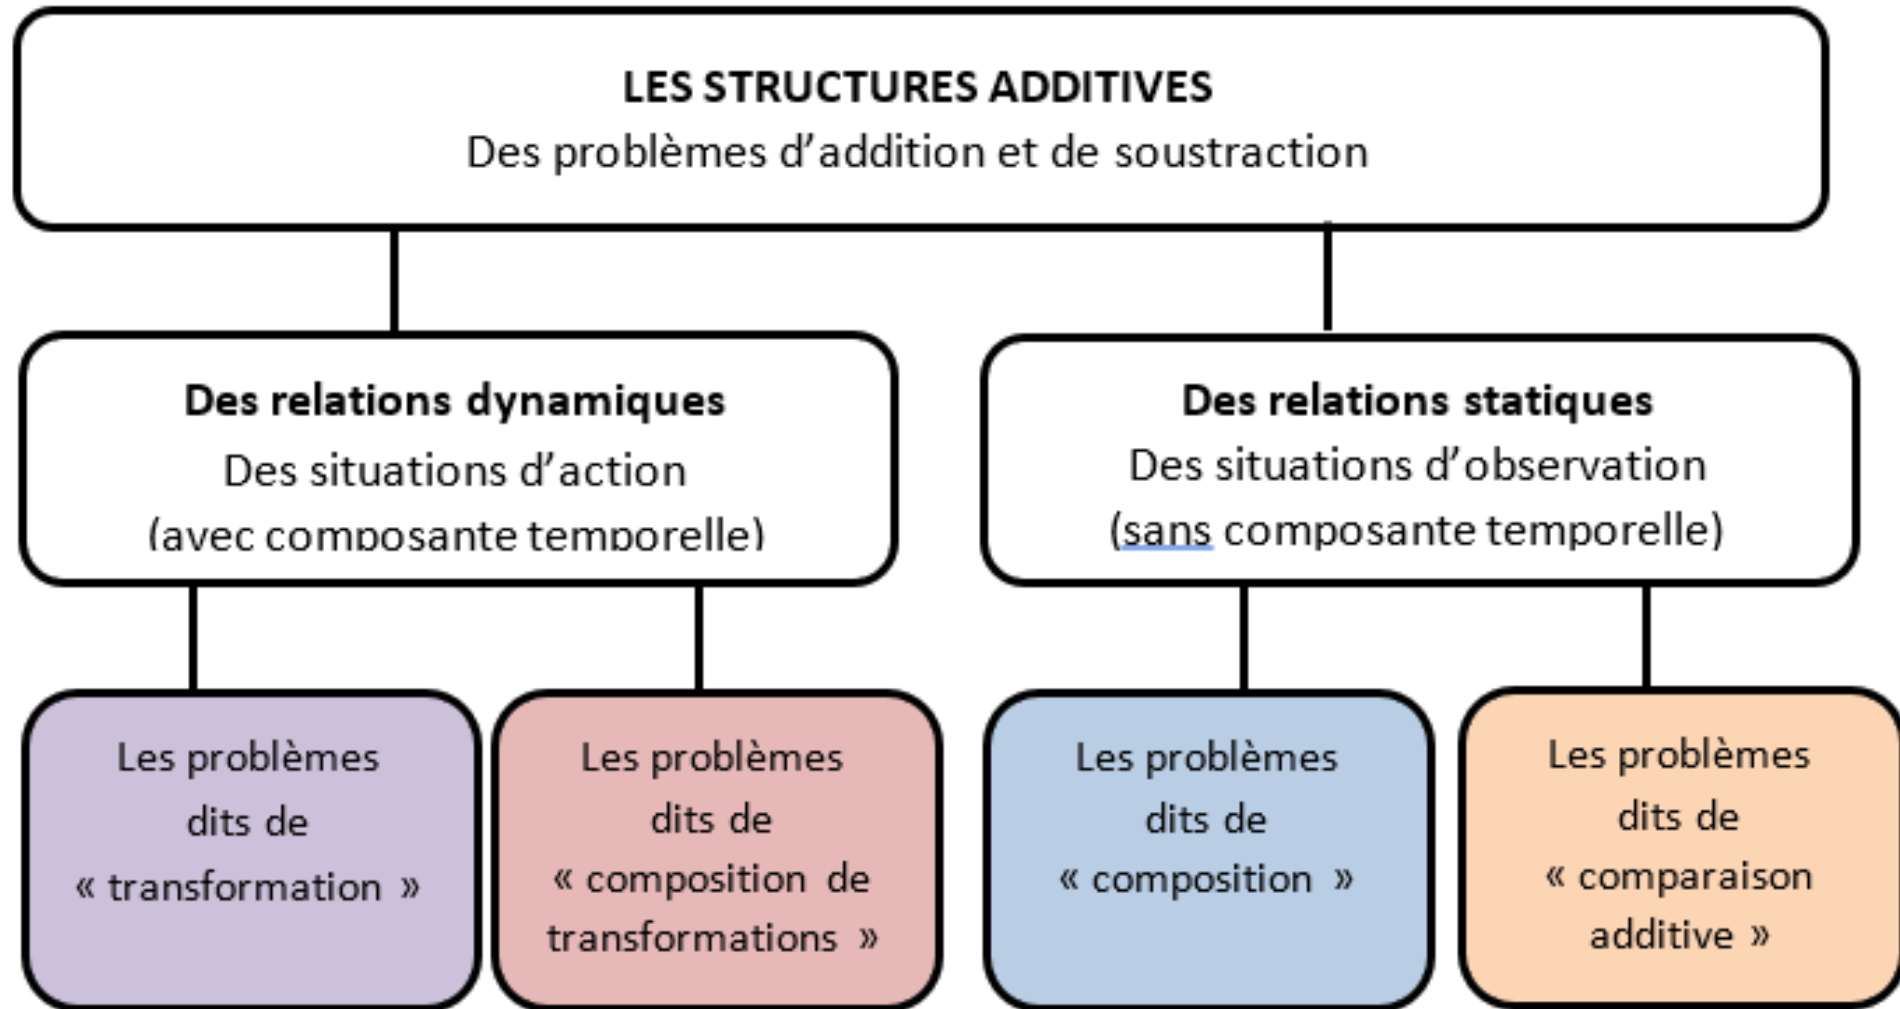 LES STRUCTURES ADDITIVES
Des problèmes d’addition et de soustraction
Des relations dynamiques
Des situations d’action
(avec composante temporelle)
Des relations statiques
Des situations d’observation
(sans composante temporelle)
Les problèmes
dits de
« transformation »
Les problèmes
dits de
« composition de
transformations »
Les problèmes
dits de
« composition »
Les problèmes
dits de
« comparaison
additive »